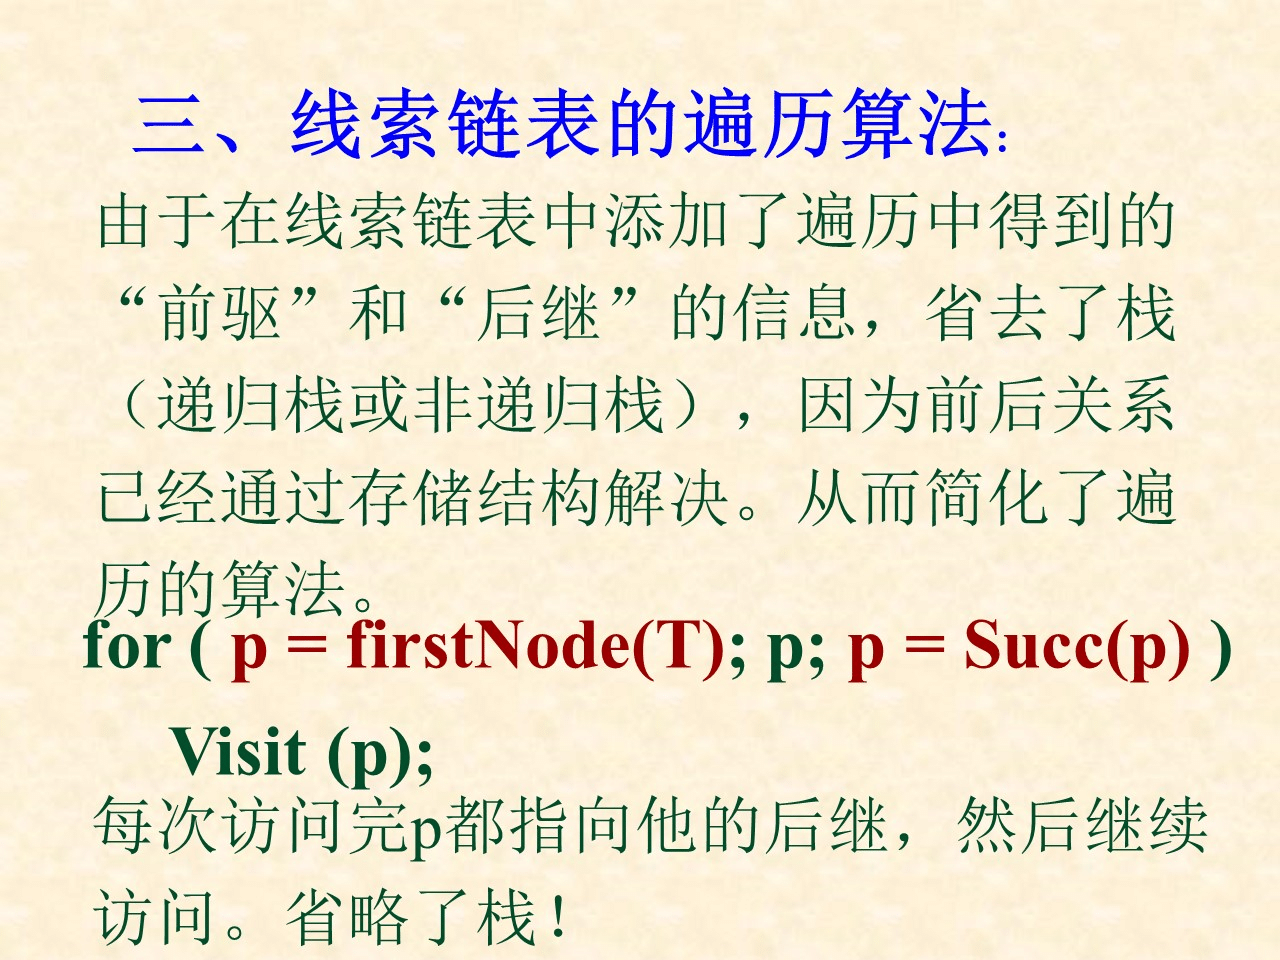 三、线索链表的遍历算法：
由于在线索链表中添加了遍历中得到的
“前驱”和“后继”的信息，省去了栈
（递归栈或非递归栈），因为前后关系
已经通过存储结构解决。从而简化了遍
历的算法。
for ( p = firstNode(T); p; p = Succ(p) )
Visit (p);
每次访问完p都指向他的后继，然后继续
访问。省略了栈！